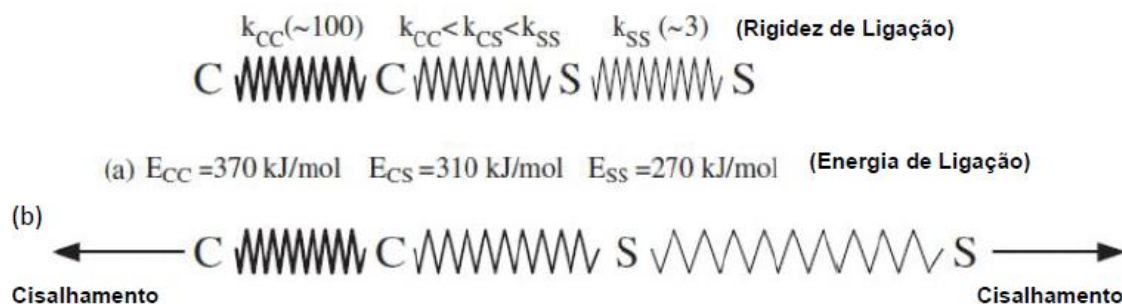 k_CC(~100) k_CC<k_CS<k_SS k_SS (~3) (Rigidez de Ligação)
C C S S
(a) E_CC =370 kJ/mol E_CS =310 kJ/mol E_SS =270 kJ/mol (Energia de Ligação)
(b)
C C S S
Cisalhamento Cisalhamento